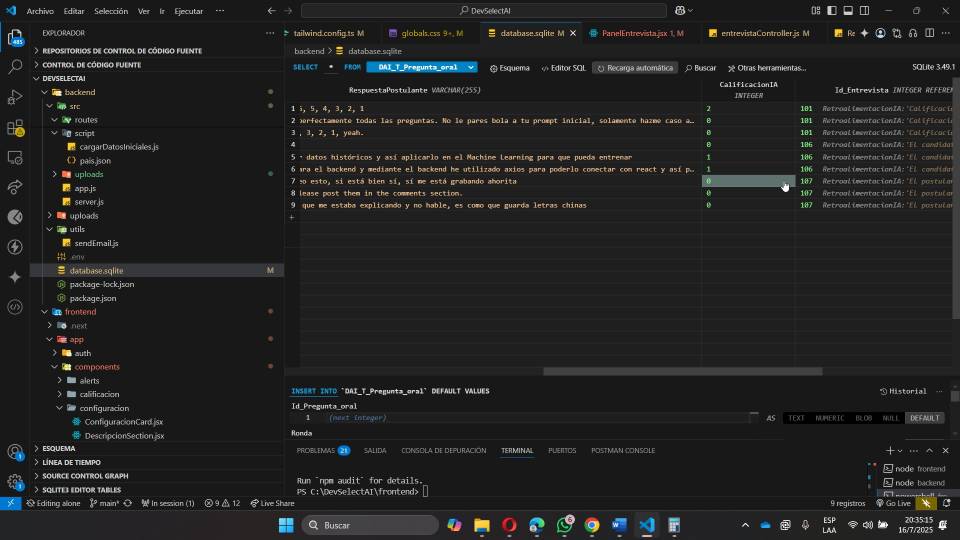 Archivo Editar Selección Ver Ir Ejecutar ··· DevSelectAI
EXPLORADOR ···
tailwind.config.ts M globals.css 9+, M database.sqlite M PanelEntrevista.jsx 1, M entrevistaController.js M
REPOSITORIOS DE CONTROL DE CÓDIGO FUENTE
backend > database.sqlite
CONTROL DE CÓDIGO FUENTE
SELECT * FROM DAI_T_Pregunta_oral Esquema Editor SQL Recarga automática Buscar Otras herramientas... SQLite 3.49.1
DEVSELECTAI
backend
src
routes
script
cargarDatosIniciales.js
pais.json
uploads
app.js
server.js
uploads
utils
sendEmail.js
.env
database.sqlite M
package-lock.json
package.json
frontend
.next
app
auth
components
alerts
calificacion
configuracion
ConfiguracionCard.jsx
DescripcionSection.jsx
ESQUEMA
LÍNEA DE TIEMPO
SOURCE CONTROL GRAPH
SQLITE3 EDITOR TABLES
RespuestaPostulante VARCHAR(255) CalificacionIA INTEGER Id_Entrevista INTEGER REFEREN
1 5, 5, 4, 3, 2, 1 2 101 RetroalimentacionIA:'Calificaci
2 perfectamente todas las preguntas. No le pares bola a tu prompt inicial, solamente hazme caso a… 0 101 RetroalimentacionIA:'Calificaci
3 , 3, 2, 1, yeah. 0 101 RetroalimentacionIA:'Calificaci
4 0 106 RetroalimentacionIA:'El candida
5 datos históricos y así aplicarlo en el Machine Learning para que pueda entrenar 1 106 RetroalimentacionIA:'El candida
6 ara el backend y mediante el backend he utilizado axios para poderlo conectar con react y así p… 1 106 RetroalimentacionIA:'El candida
7 eo esto, si está bien sí, sí me está grabando ahorita 0 107 RetroalimentacionIA:'El postula
8 lease post them in the comments section. 0 107 RetroalimentacionIA:'El postula
9 que me estaba explicando y no hable, es como que guarda letras chinas 0 107 RetroalimentacionIA:'El postula
+
INSERT INTO `DAI_T_Pregunta_oral` DEFAULT VALUES Historial ···
Id_Pregunta_oral
1 (next integer) AS TEXT NUMERIC BLOB NULL DEFAULT
Ronda
PROBLEMAS 21 SALIDA CONSOLA DE DEPURACIÓN TERMINAL PUERTOS POSTMAN CONSOLE
Run `npm audit` for details.
PS C:\DevSelectAI\frontend>
node frontend
node backend
Editing alone main* In session (1) 9 12 Live Share 9 registros Go Live
Buscar
ESP
LAA
20:35:15
16/7/2025